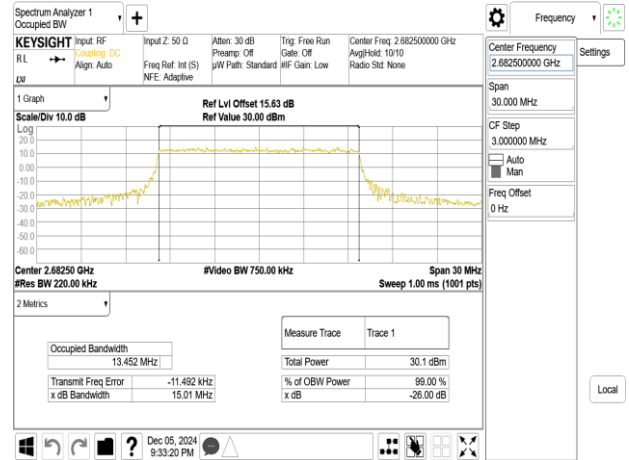 Spectrum Analyzer 1
Occupied BW
Frequency
KEYSIGHT
RL
LXI
Input: RF
Coupling: DC
Align: Auto
Input Z: 50 Ω
Freq Ref: Int (S)
NFE: Adaptive
Atten: 30 dB
Preamp: Off
µW Path: Standard
Trig: Free Run
Gate: Off
#IF Gain: Low
Center Freq: 2.682500000 GHz
Avg|Hold: 10/10
Radio Std: None
Center Frequency
2.682500000 GHz
Settings
Span
30.000 MHz
CF Step
3.000000 MHz
Auto
Man
Freq Offset
0 Hz
1 Graph
Scale/Div 10.0 dB
Ref Lvl Offset 15.63 dB
Ref Value 30.00 dBm
Log
20.0
10.0
0.00
-10.0
-20.0
-30.0
-40.0
-50.0
-60.0
Center 2.68250 GHz
#Video BW 750.00 kHz
Span 30 MHz
#Res BW 220.00 kHz
Sweep 1.00 ms (1001 pts)
2 Metrics
Measure Trace Trace 1
Occupied Bandwidth
13.452 MHz
Total Power 30.1 dBm
Transmit Freq Error -11.492 kHz
% of OBW Power 99.00 %
x dB Bandwidth 15.01 MHz
x dB -26.00 dB
Local
?
Dec 05, 2024
9:33:20 PM